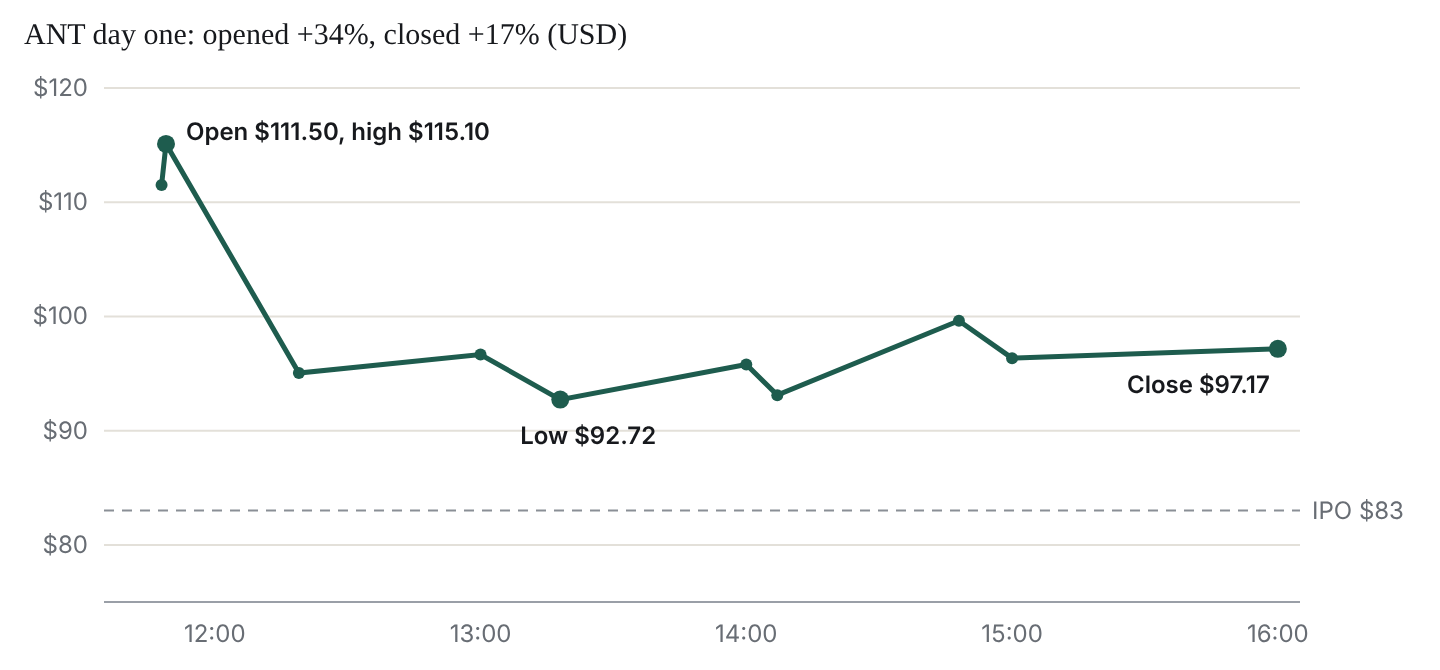 ANT day one: opened +34%, closed +17% (USD)
$120
Open $111.50, high $115.10
$110
$100
Close $97.17
$90
Low $92.72
IPO $83
$80
12:00 13:00 14:00 15:00 16:00